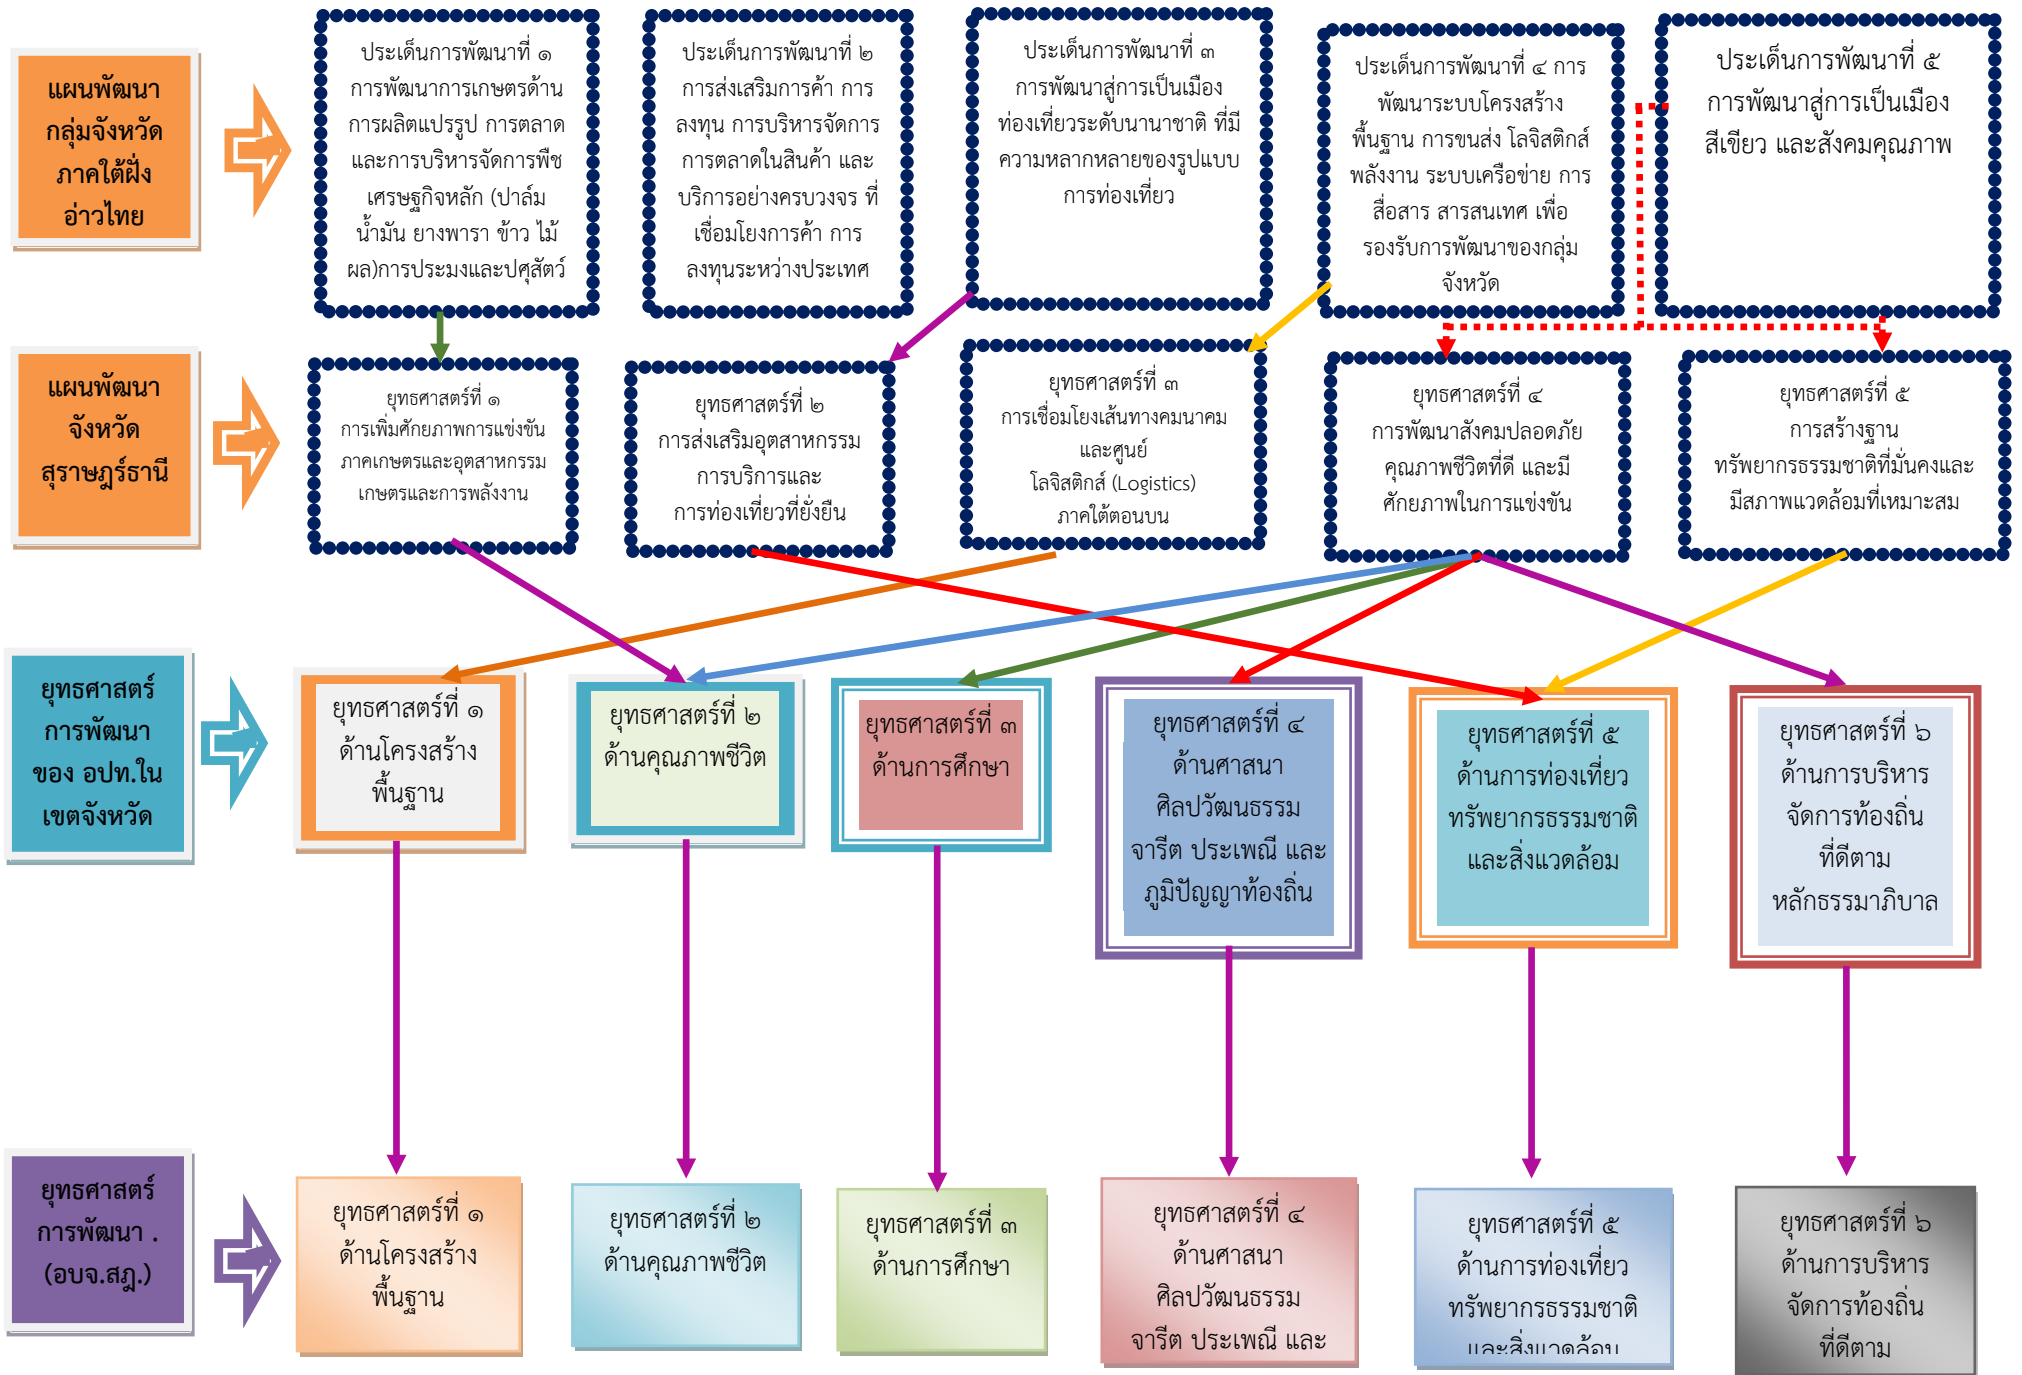 แผนพัฒนา
กลุ่มจังหวัด
ภาคใต้ฝั่ง
อ่าวไทย
ประเด็นการพัฒนาที่ ๑
การพัฒนาการเกษตรด้าน
การผลิตแปรรูป การตลาด
และการบริหารจัดการพืช
เศรษฐกิจหลัก (ปาล์ม
น้ำมัน ยางพารา ข้าว ไม้
ผล)การประมงและปศุสัตว์
ประเด็นการพัฒนาที่ ๒
การส่งเสริมการค้า การ
ลงทุน การบริหารจัดการ
การตลาดในสินค้า และ
บริการอย่างครบวงจร ที่
เชื่อมโยงการค้า การ
ลงทุนระหว่างประเทศ
ประเด็นการพัฒนาที่ ๓
การพัฒนาสู่การเป็นเมือง
ท่องเที่ยวระดับนานาชาติ ที่มี
ความหลากหลายของรูปแบบ
การท่องเที่ยว
ประเด็นการพัฒนาที่ ๔ การ
พัฒนาระบบโครงสร้าง
พื้นฐาน การขนส่ง โลจิสติกส์
พลังงาน ระบบเครือข่าย การ
สื่อสาร สารสนเทศ เพื่อ
รองรับการพัฒนาของกลุ่ม
จังหวัด
ประเด็นการพัฒนาที่ ๕
การพัฒนาสู่การเป็นเมือง
สีเขียว และสังคมคุณภาพ
แผนพัฒนา
จังหวัด
สุราษฎร์ธานี
ยุทธศาสตร์ที่ ๑
การเพิ่มศักยภาพการแข่งขัน
ภาคเกษตรและอุตสาหกรรม
เกษตรและการพลังงาน
ยุทธศาสตร์ที่ ๒
การส่งเสริมอุตสาหกรรม
การบริการและ
การท่องเที่ยวที่ยั่งยืน
ยุทธศาสตร์ที่ ๓
การเชื่อมโยงเส้นทางคมนาคม
และศูนย์
โลจิสติกส์ (Logistics)
ภาคใต้ตอนบน
ยุทธศาสตร์ที่ ๔
การพัฒนาสังคมปลอดภัย
คุณภาพชีวิตที่ดี และมี
ศักยภาพในการแข่งขัน
ยุทธศาสตร์ที่ ๕
การสร้างฐาน
ทรัพยากรธรรมชาติที่มั่นคงและ
มีสภาพแวดล้อมที่เหมาะสม
ยุทธศาสตร์
การพัฒนา
ของ อปท.ใน
เขตจังหวัด
ยุทธศาสตร์ที่ ๑
ด้านโครงสร้าง
พื้นฐาน
ยุทธศาสตร์ที่ ๒
ด้านคุณภาพชีวิต
ยุทธศาสตร์ที่ ๓
ด้านการศึกษา
ยุทธศาสตร์ที่ ๔
ด้านศาสนา
ศิลปวัฒนธรรม
จารีต ประเพณี และ
ภูมิปัญญาท้องถิ่น
ยุทธศาสตร์ที่ ๕
ด้านการท่องเที่ยว
ทรัพยากรธรรมชาติ
และสิ่งแวดล้อม
ยุทธศาสตร์ที่ ๖
ด้านการบริหาร
จัดการท้องถิ่น
ที่ดีตาม
หลักธรรมาภิบาล
ยุทธศาสตร์
การพัฒนา .
(อบจ.สฎ.)
ยุทธศาสตร์ที่ ๑
ด้านโครงสร้าง
พื้นฐาน
ยุทธศาสตร์ที่ ๒
ด้านคุณภาพชีวิต
ยุทธศาสตร์ที่ ๓
ด้านการศึกษา
ยุทธศาสตร์ที่ ๔
ด้านศาสนา
ศิลปวัฒนธรรม
จารีต ประเพณี และ
ยุทธศาสตร์ที่ ๕
ด้านการท่องเที่ยว
ทรัพยากรธรรมชาติ
และสิ่งแวดล้อม
ยุทธศาสตร์ที่ ๖
ด้านการบริหาร
จัดการท้องถิ่น
ที่ดีตาม